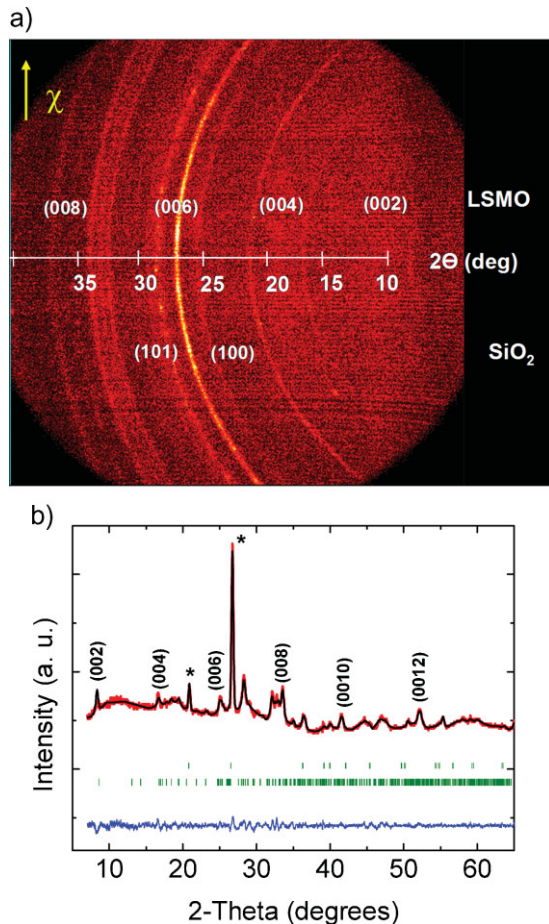 a)
χ
(008) (006) (004) (002) LSMO
35 30 25 20 15 10 2Θ (deg)
(101) (100) SiO₂
b)
Intensity (a. u.)
(002) (004) * (006) * (008) (0010) (0012)
10 20 30 40 50 60
2-Theta (degrees)